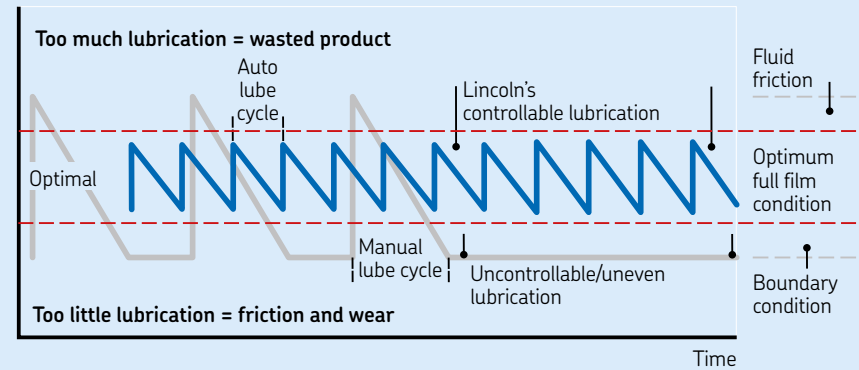 Too much lubrication = wasted product
Auto
lube
cycle
Lincoln's
controllable lubrication
Fluid
friction
Optimal
Optimum
full film
condition
Manual
lube cycle
Uncontrollable/uneven
lubrication
Boundary
condition
Too little lubrication = friction and wear
Time